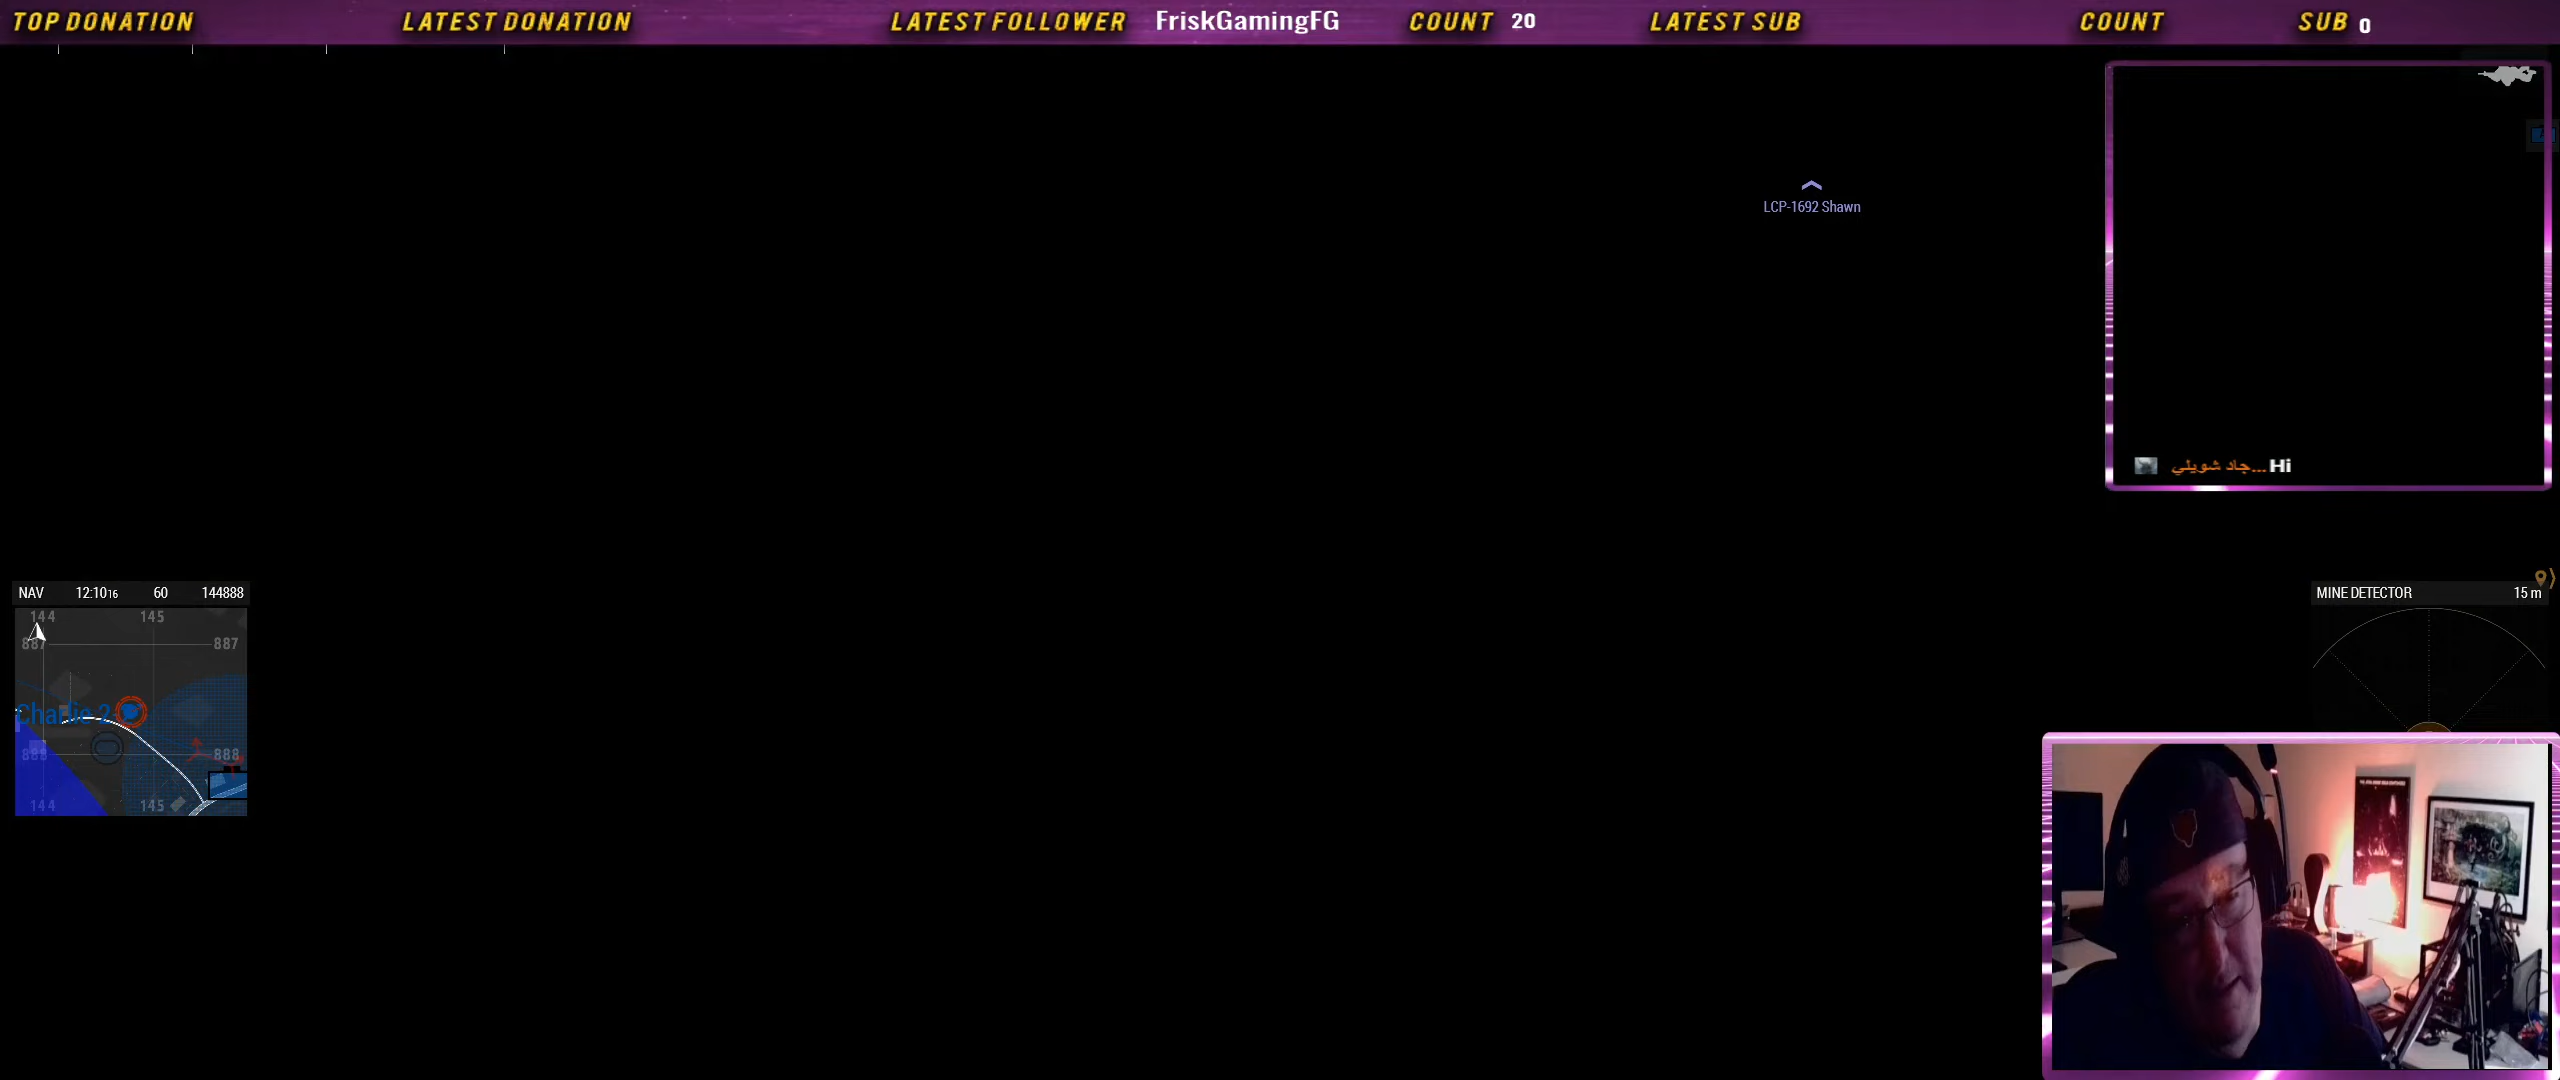 TOP DONATION
LATEST DONATION
LATEST FOLLOWER FriskGamingFG
COUNT 20
LATEST SUB
COUNT
SUB 0
LCP-1692 Shawn
جاد شويلي... Hi
NAV 12:10 16 60 144888
144 145
887 887
Charlie 2
888 888
144 145
MINE DETECTOR 15 m